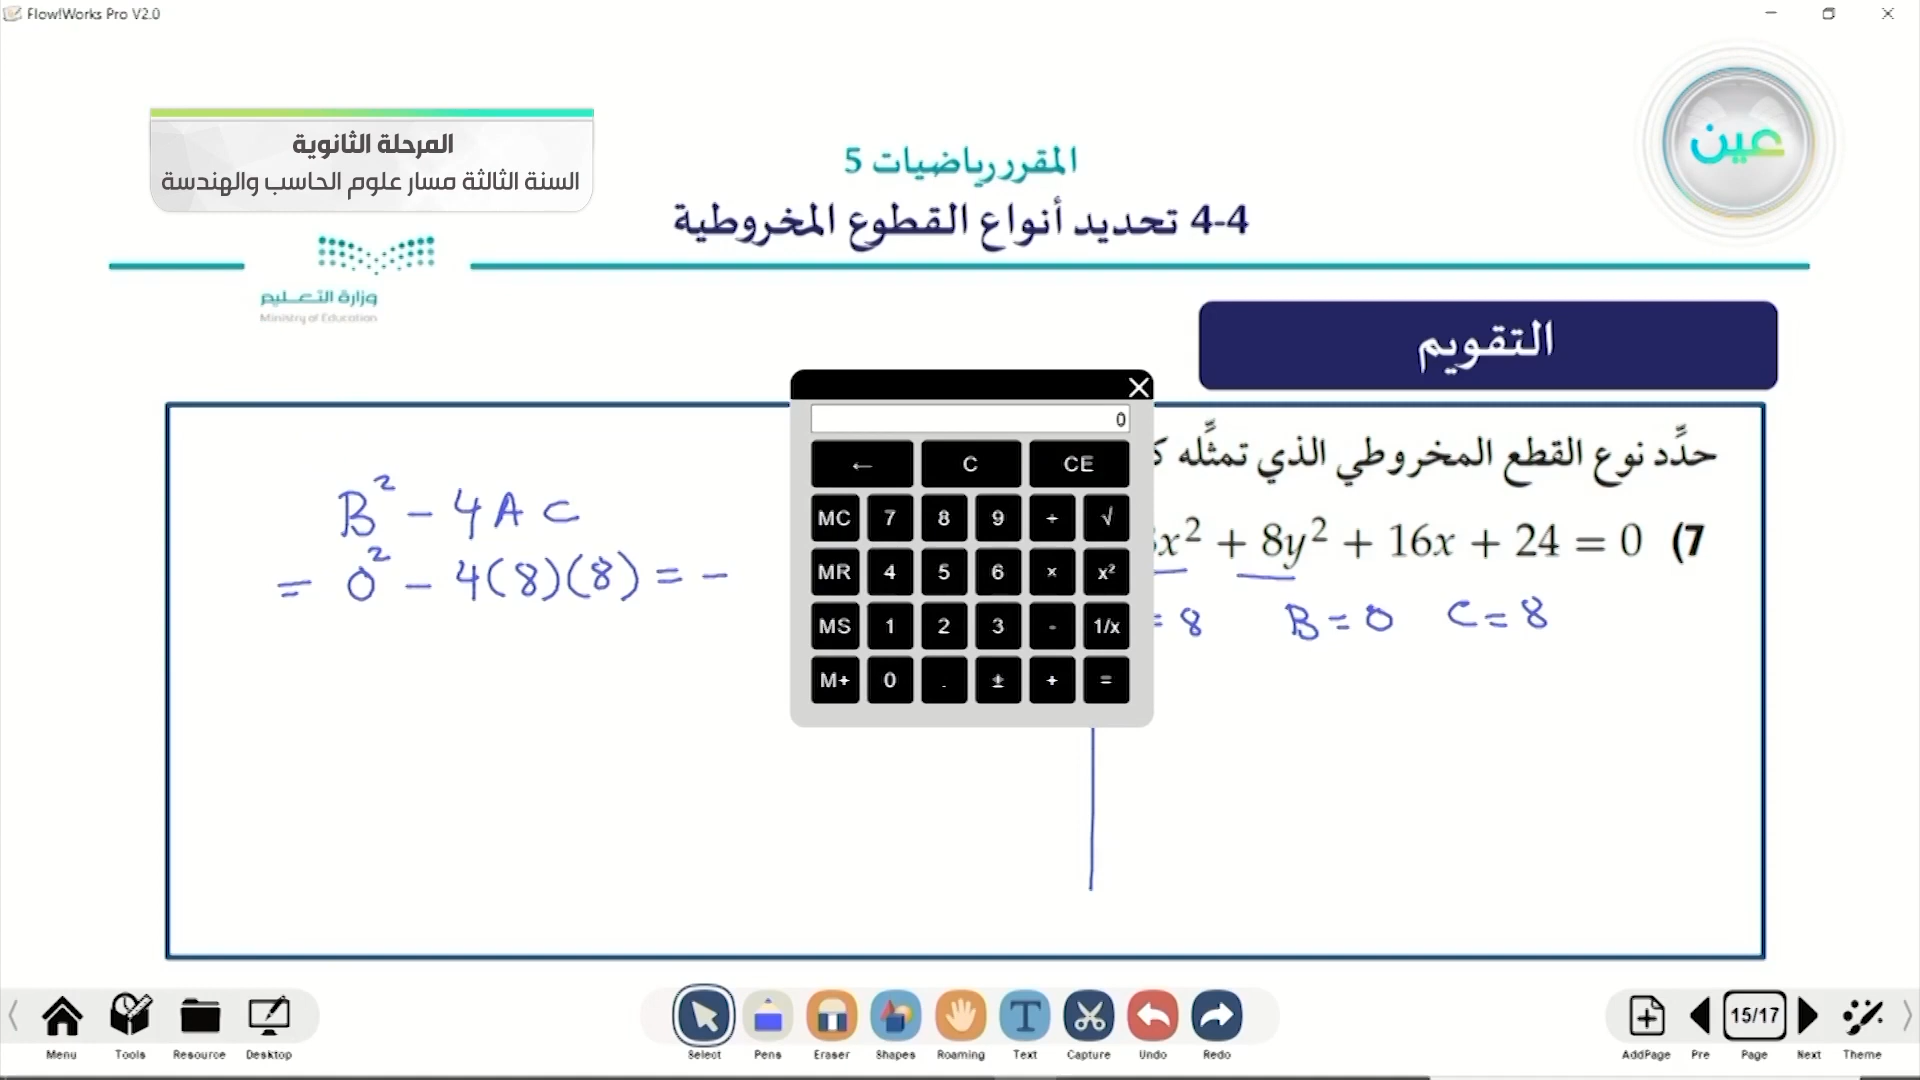 FlowIWorks Pro V2.0
المرحلة الثانوية
السنة الثالثة مسار علوم الحاسب والهندسة
المقرر رياضيات 5
4-4 تحديد أنواع القطوع المخروطية
عين
وزارة التعليم
Ministry of Education
التقويم
حدِّد نوع القطع المخروطي الذي تمثِّله
x² + 8y² + 16x + 24 = 0 (7
= 8 B = 0 C = 8
B² - 4AC
= 0² - 4(8)(8) = -
0
← C CE
MC 7 8 9 ÷ √
MR 4 5 6 × x²
MS 1 2 3 - 1/x
M+ 0 . ± + =
Menu Tools Resource Desktop
Select Pens Eraser Shapes Roaming Text Capture Undo Redo
15/17
AddPage Pre Page Next Theme